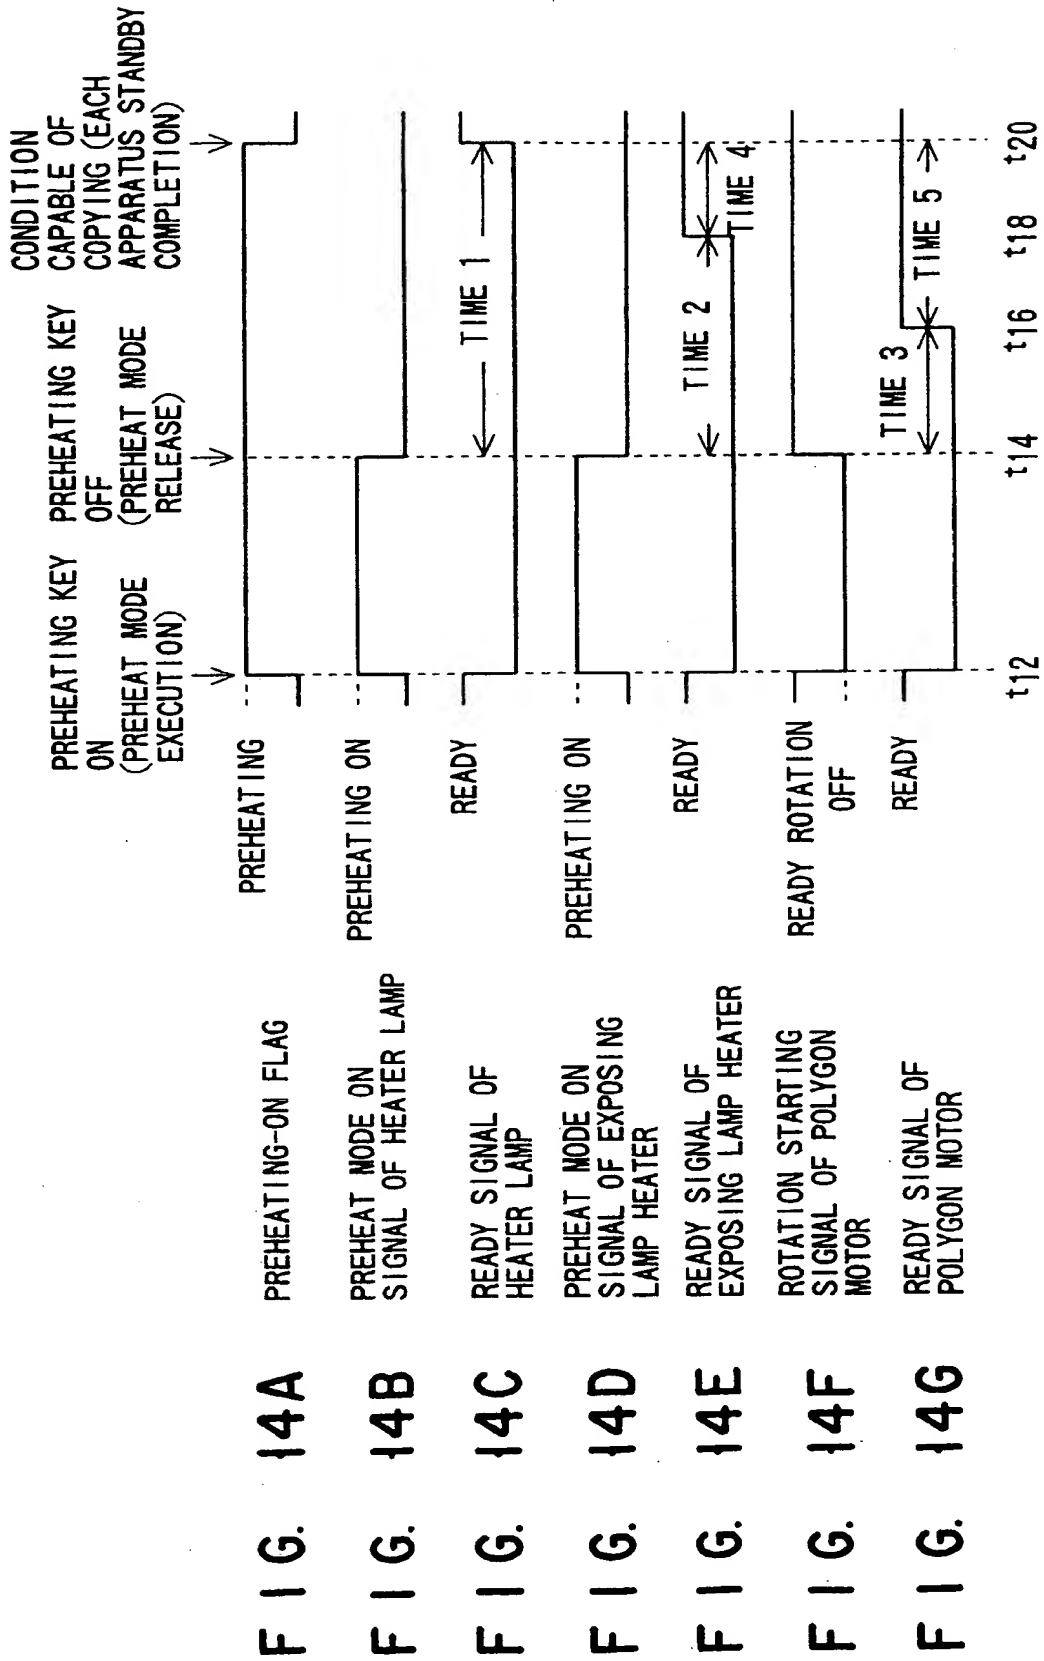 PREHEATING KEY
ON
(PREHEAT MODE
EXECUTION)
PREHEATING KEY
OFF
(PREHEAT MODE
RELEASE)
CONDITION
CAPABLE OF
COPYING (EACH
APPARATUS STANDBY
COMPLETION)
FIG. 14A
PREHEATING-ON FLAG
PREHEATING
FIG. 14B
PREHEAT MODE ON
SIGNAL OF HEATER LAMP
PREHEATING ON
FIG. 14C
READY SIGNAL OF
HEATER LAMP
READY
TIME 1
FIG. 14D
PREHEAT MODE ON
SIGNAL OF EXPOSING
LAMP HEATER
PREHEATING ON
FIG. 14E
READY SIGNAL OF
EXPOSING LAMP HEATER
READY
TIME 2
TIME 4
FIG. 14F
ROTATION STARTING
SIGNAL OF POLYGON
MOTOR
READY ROTATION
OFF
FIG. 14G
READY SIGNAL OF
POLYGON MOTOR
READY
TIME 3
TIME 5
t12
t14
t16
t18
t20